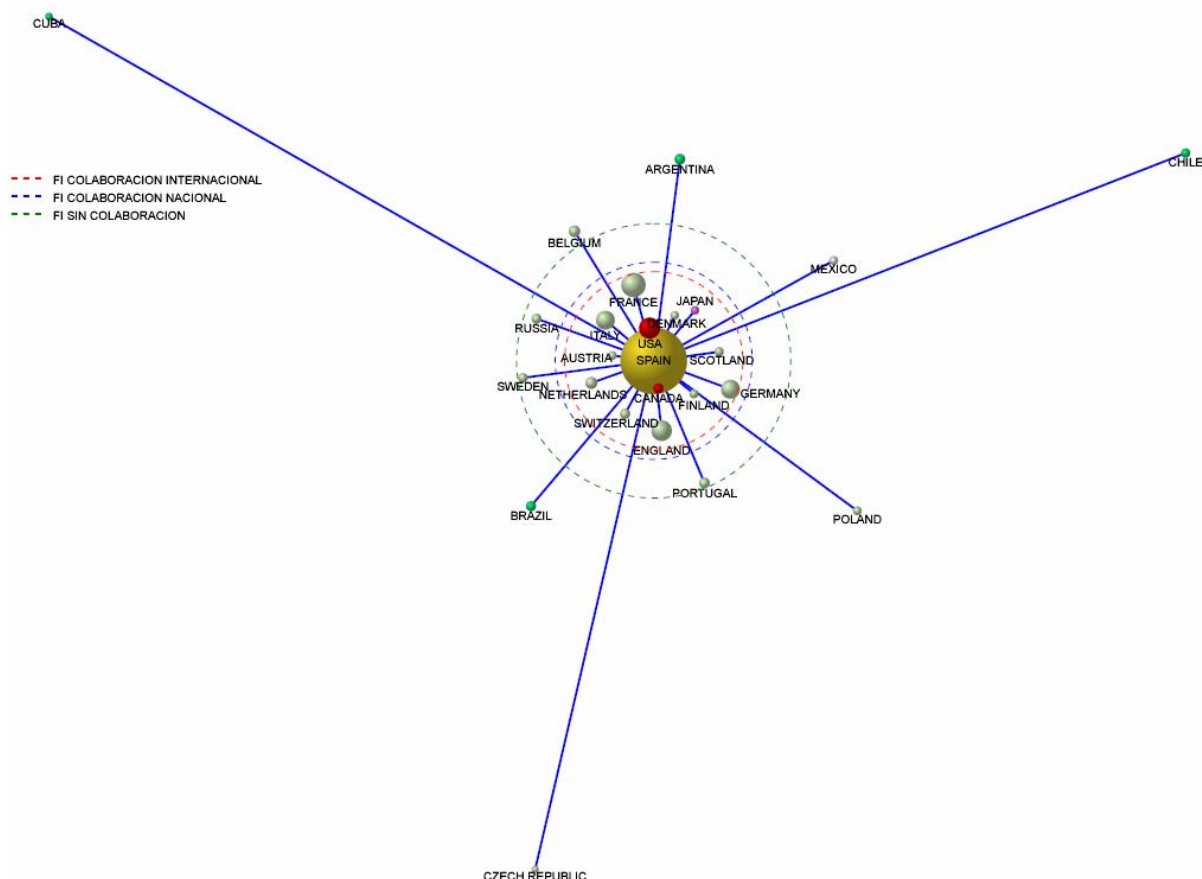 CUBA
CHILE
ARGENTINA
FI COLABORACION INTERNACIONAL
FI COLABORACION NACIONAL
FI SIN COLABORACION
BELGIUM
MEXICO
FRANCE
JAPAN
DENMARK
RUSSIA
ITALY
USA
AUSTRIA
SPAIN
SCOTLAND
SWEDEN
NETHERLANDS
CANADA
FINLAND
GERMANY
SWITZERLAND
ENGLAND
PORTUGAL
BRAZIL
POLAND
CZECH REPUBLIC